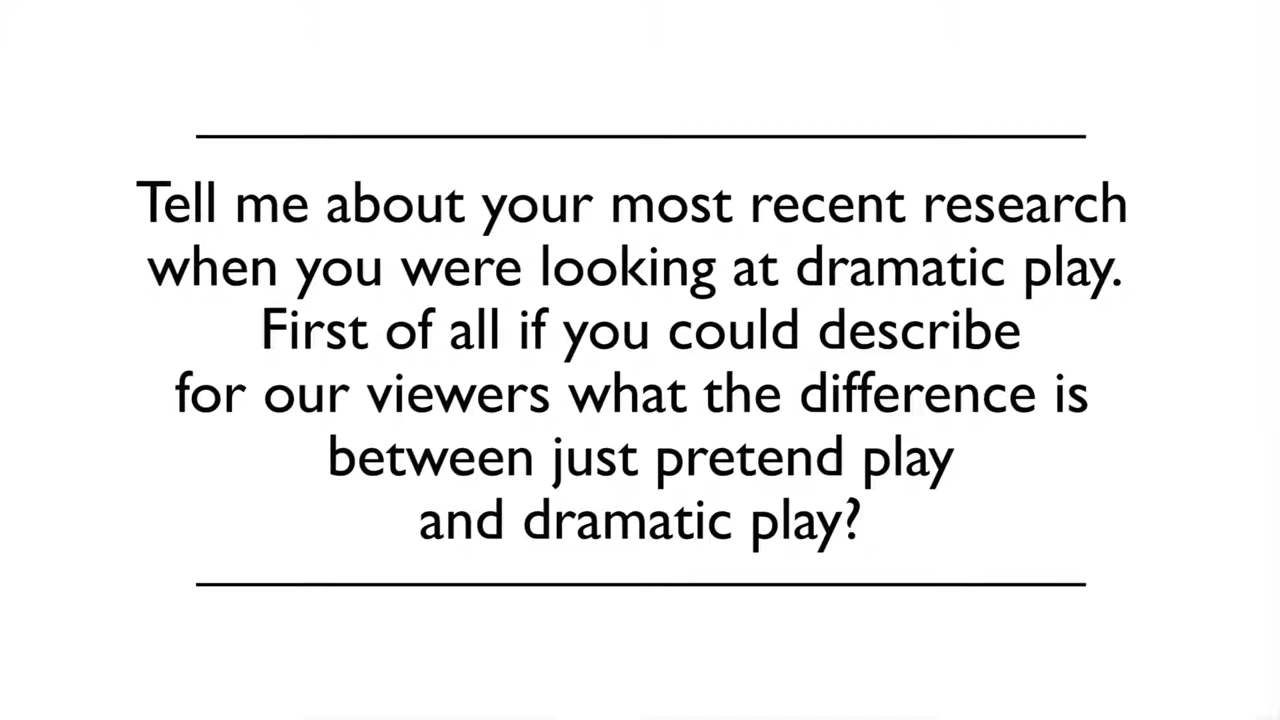 Tell me about your most recent research
when you were looking at dramatic play.
First of all if you could describe
for our viewers what the difference is
between just pretend play
and dramatic play?